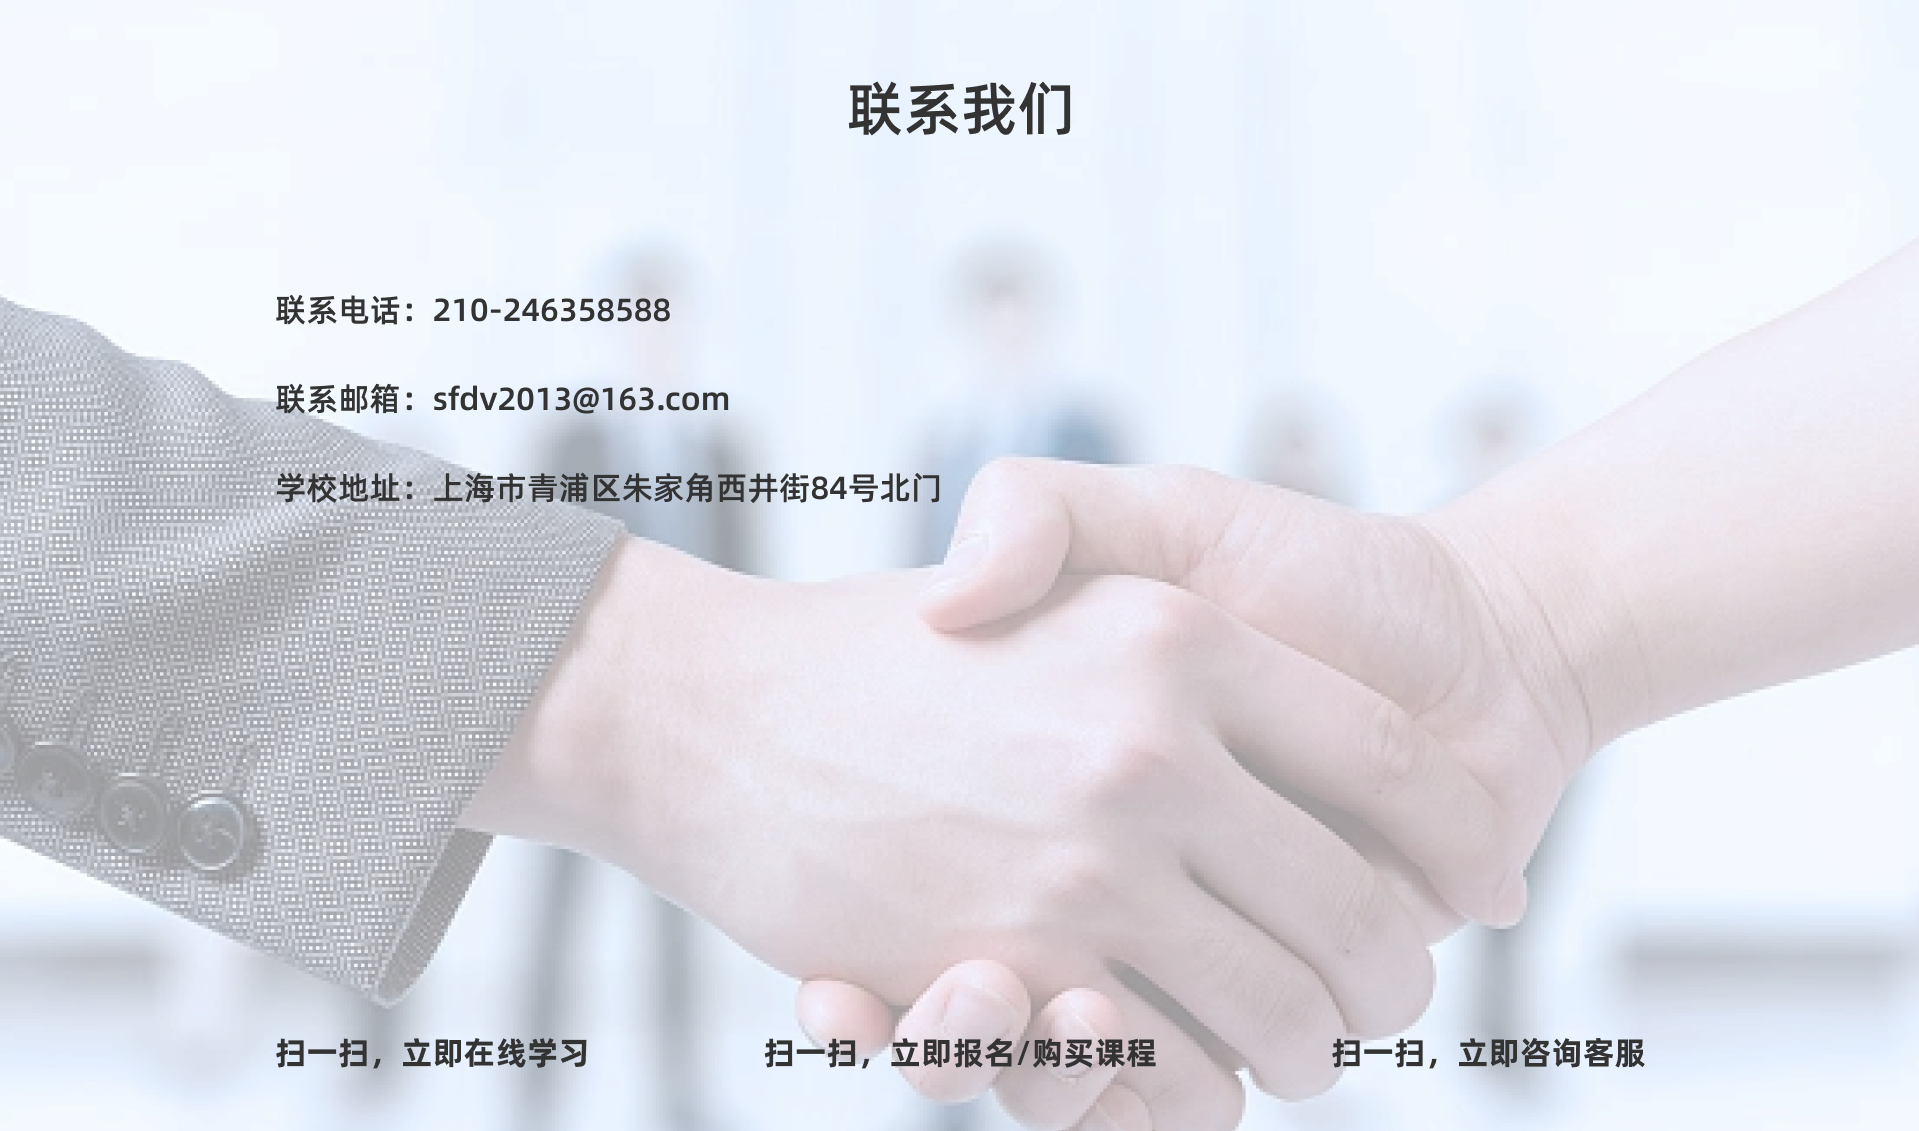 联系我们
联系电话：210-246358588
联系邮箱：sfdv2013@163.com
学校地址：上海市青浦区朱家角西井街84号北门
扫一扫，立即在线学习
扫一扫，立即报名/购买课程
扫一扫，立即咨询客服